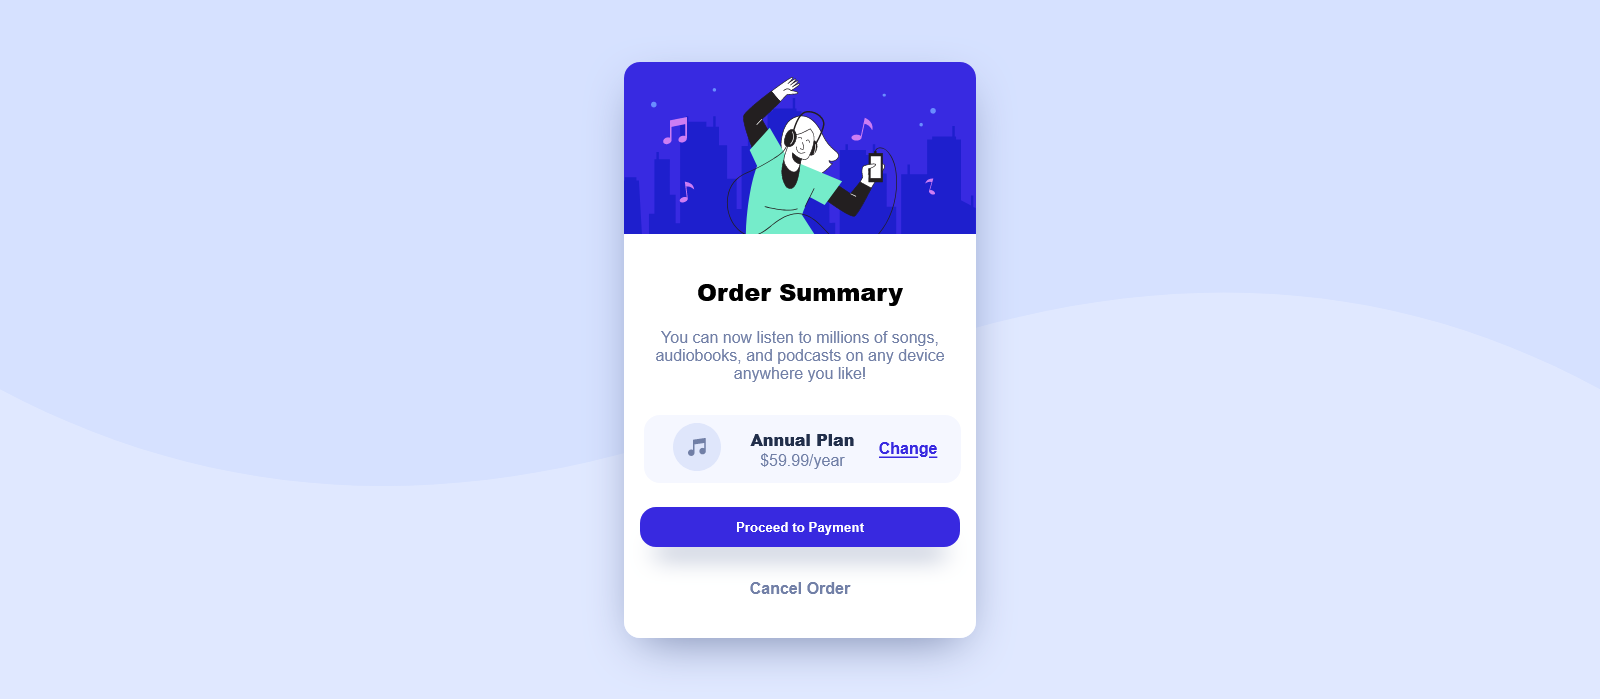 Order Summary
You can now listen to millions of songs,
audiobooks, and podcasts on any device
anywhere you like!
Annual Plan
$59.99/year
Change
Proceed to Payment
Cancel Order